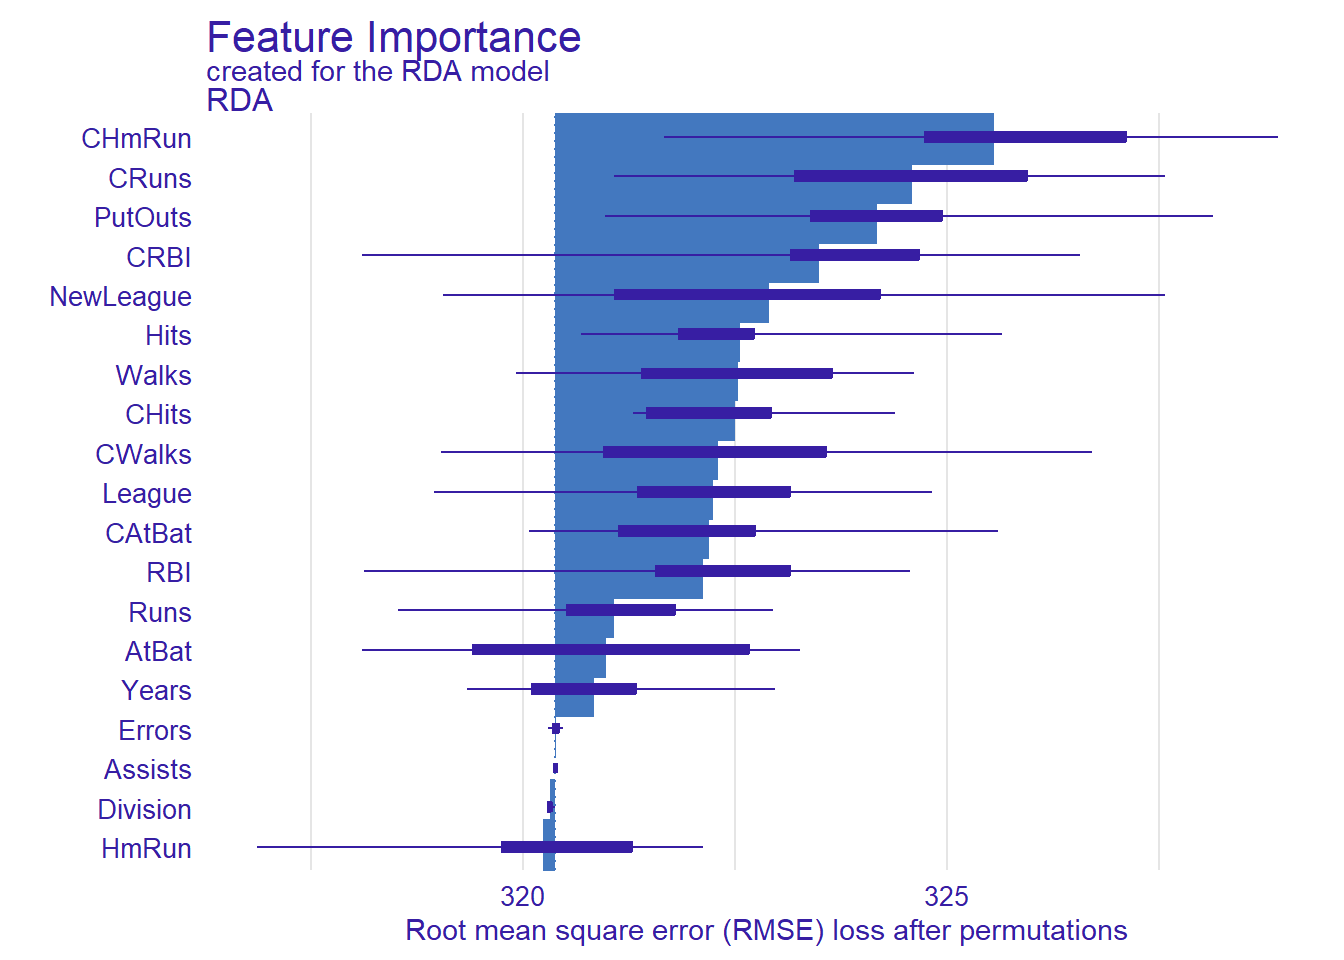 Feature Importance
created for the RDA model
RDA
CHmRun
CRuns
PutOuts
CRBI
NewLeague
Hits
Walks
CHits
CWalks
League
CAtBat
RBI
Runs
AtBat
Years
Errors
Assists
Division
HmRun
320 325
Root mean square error (RMSE) loss after permutations